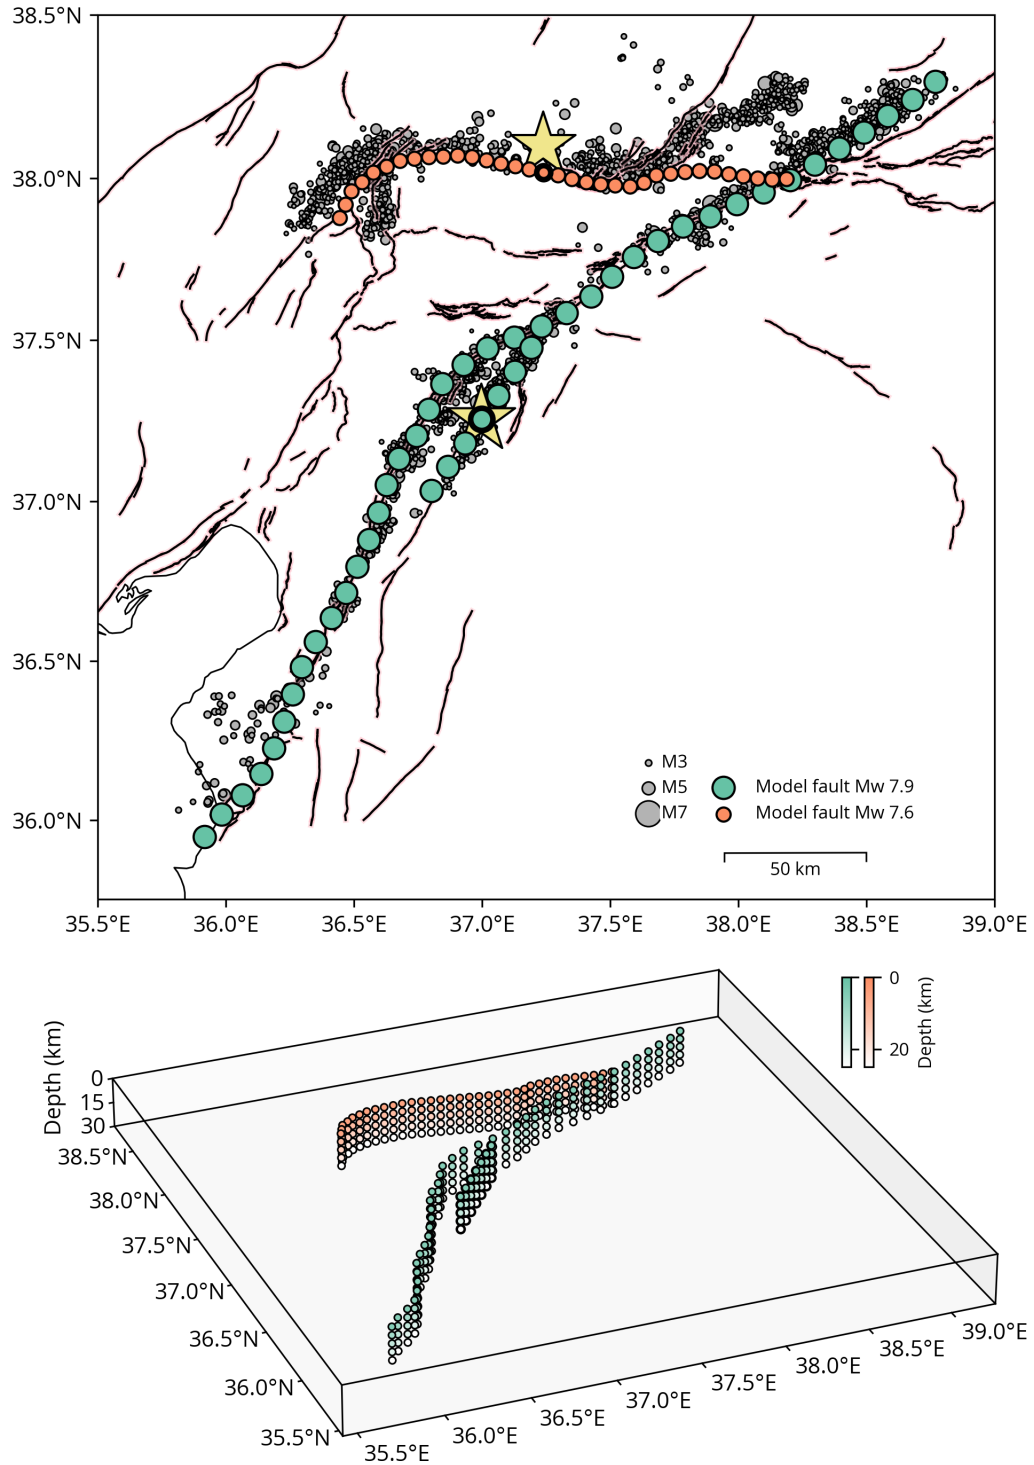 38.5°N
38.0°N
37.5°N
37.0°N
36.5°N
36.0°N
M3
M5
M7
Model fault Mw 7.9
Model fault Mw 7.6
50 km
35.5°E 36.0°E 36.5°E 37.0°E 37.5°E 38.0°E 38.5°E 39.0°E
0
20
Depth (km)
Depth (km)
0
15
30
38.5°N
38.0°N
37.5°N
37.0°N
36.5°N
36.0°N
35.5°N
35.5°E
36.0°E
36.5°E
37.0°E
37.5°E
38.0°E
38.5°E
39.0°E